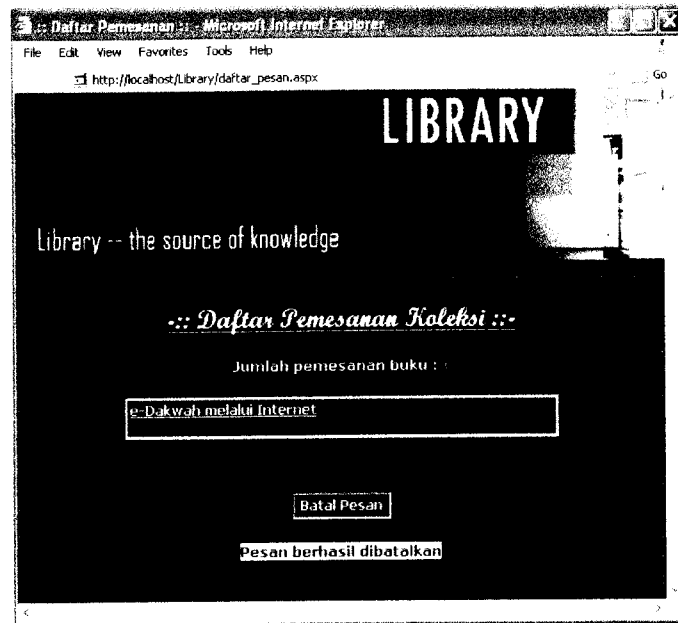 .:: Daftar Pemesanan ::. - Microsoft Internet Explorer
File Edit View Favorites Tools Help
http://localhost/Library/daftar_pesan.aspx
Go
LIBRARY
Library -- the source of knowledge
-:: Daftar Pemesanan Koleksi ::-
Jumlah pemesanan buku :
e-Dakwah melalui Internet
Batal Pesan
Pesan berhasil dibatalkan